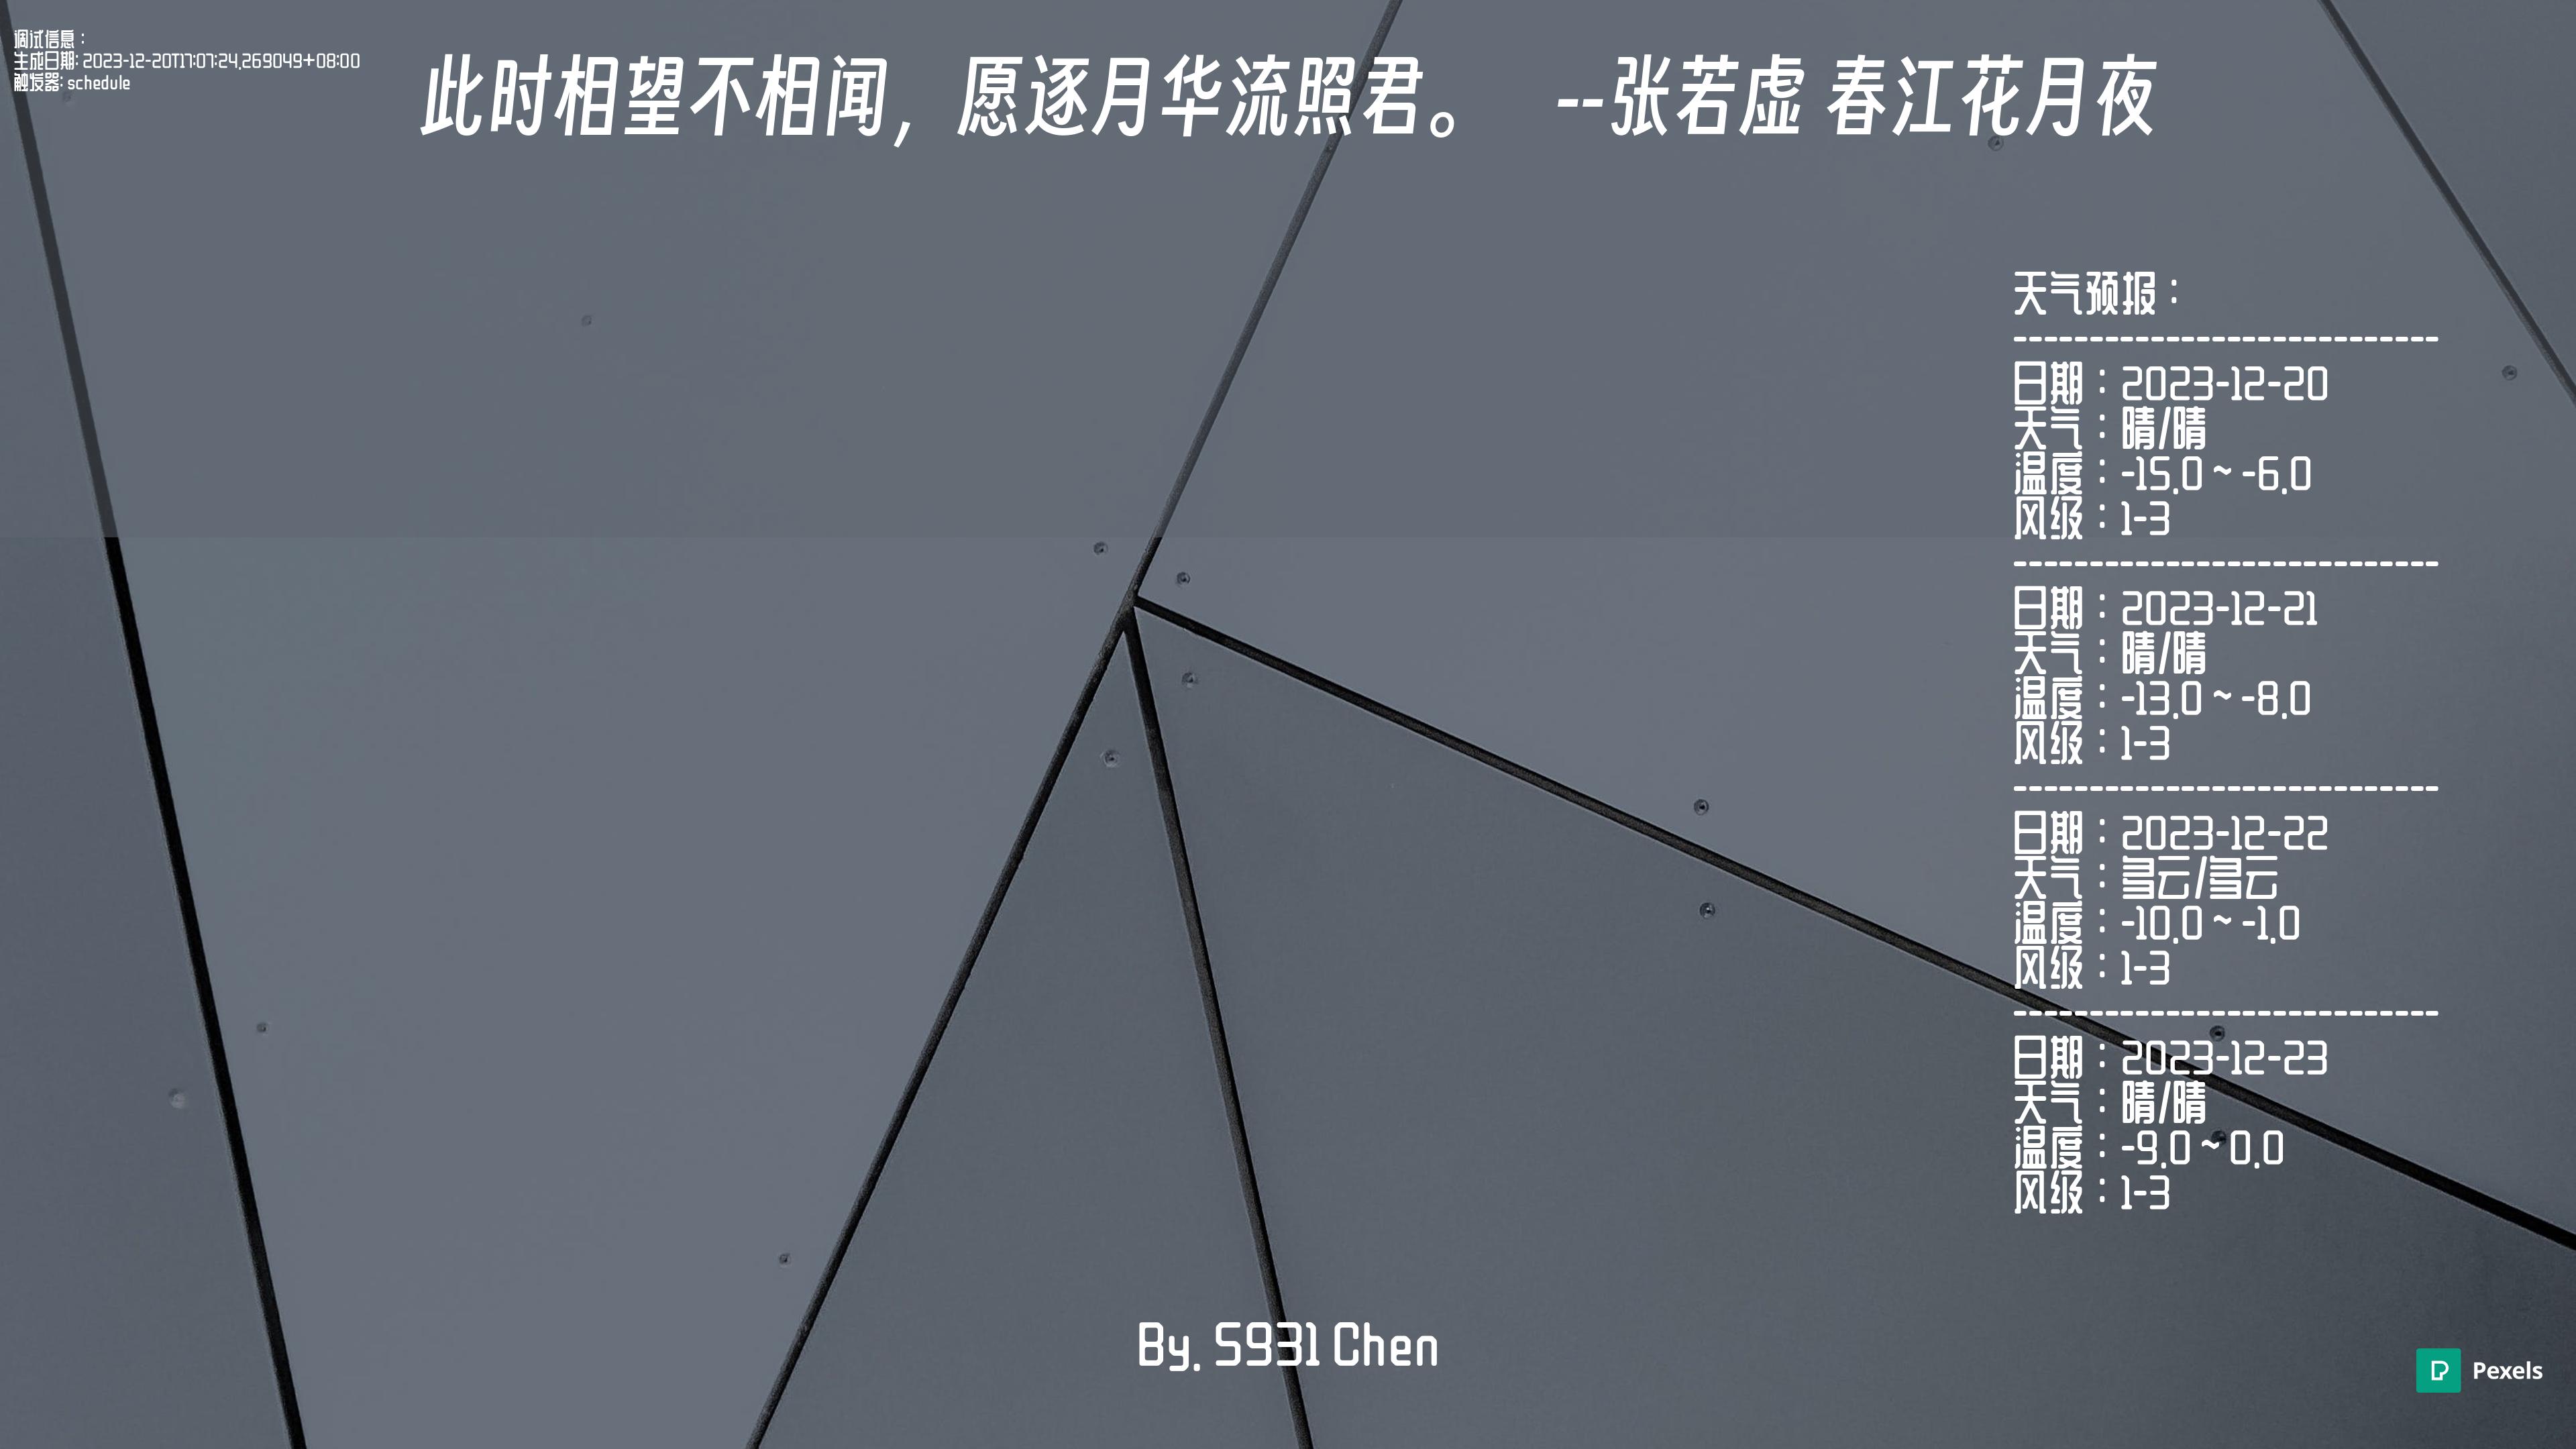 调试信息：
生成日期: 2023-12-20T17:07:24.269049+08:00
触发器: schedule
此时相望不相闻，愿逐月华流照君。 --张若虚 春江花月夜
天气预报：
----------------------------
日期：2023-12-20
天气：晴/晴
温度：-15.0 ~ -6.0
风级：1-3
----------------------------
日期：2023-12-21
天气：晴/晴
温度：-13.0 ~ -8.0
风级：1-3
----------------------------
日期：2023-12-22
天气：多云/多云
温度：-10.0 ~ -1.0
风级：1-3
----------------------------
日期：2023-12-23
天气：晴/晴
温度：-9.0 ~ 0.0
风级：1-3
By. S931 Chen
Pexels